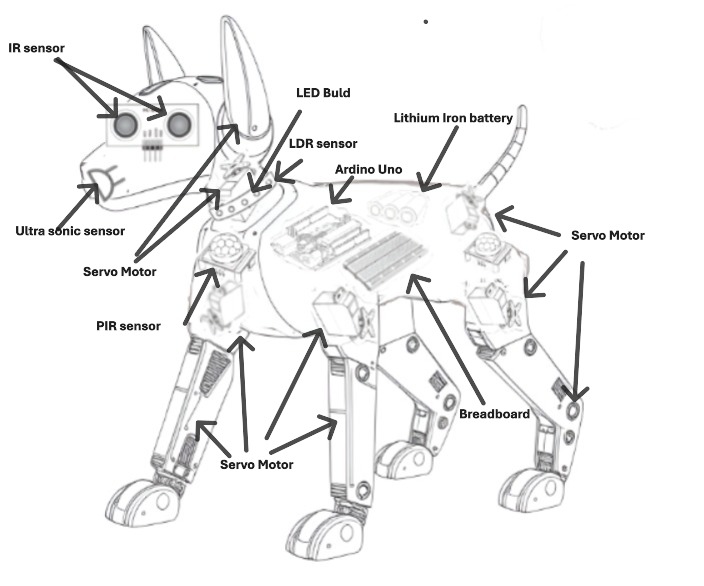 IR sensor
LED Buld
Lithium Iron battery
LDR sensor
Ardino Uno
Ultra sonic sensor
Servo Motor
Servo Motor
PIR sensor
Breadboard
Servo Motor